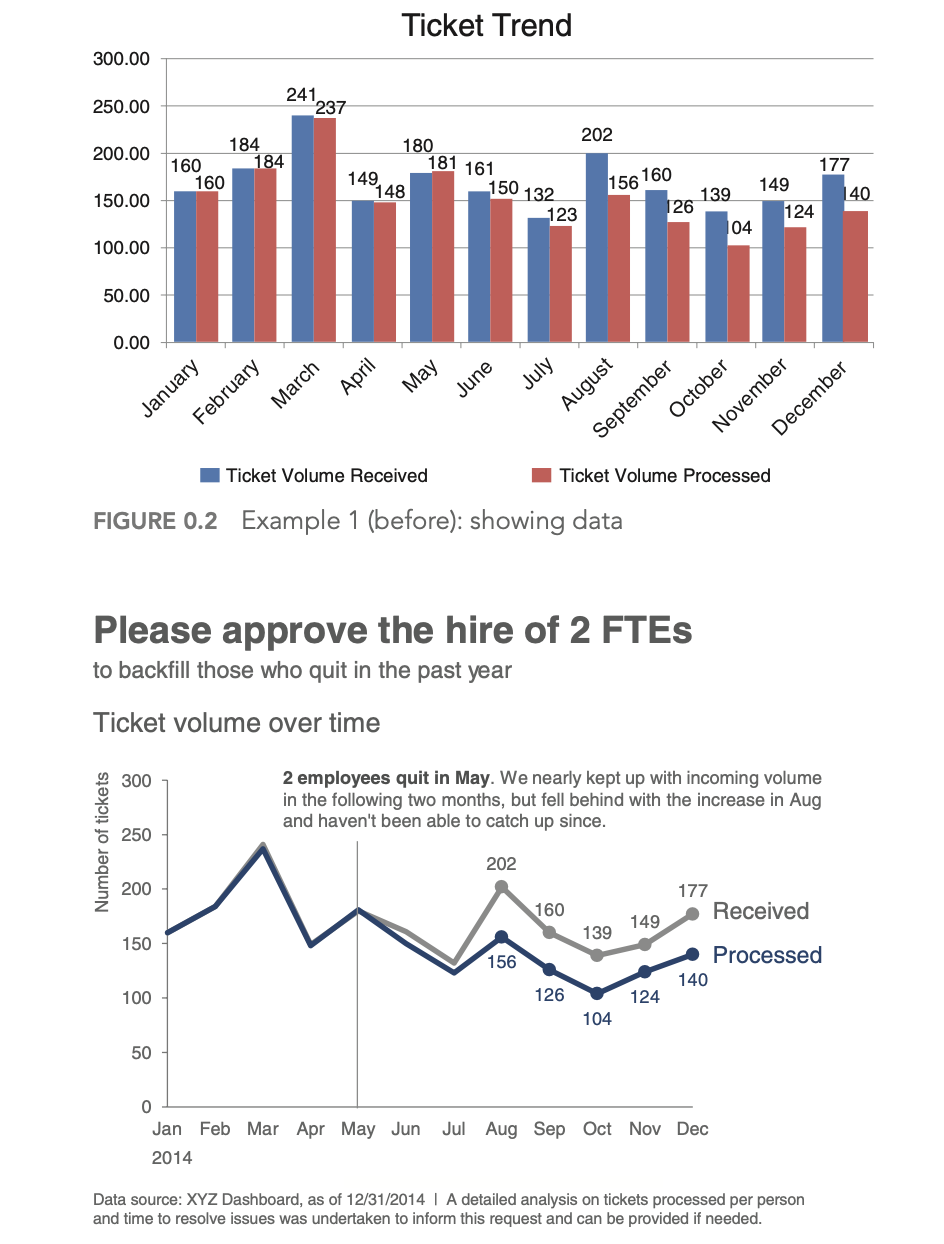 Ticket Trend
300.00
250.00
200.00
150.00
100.00
50.00
0.00
160
160
184
184
241
237
149
148
180
181
161
150
132
123
202
156
160
126
139
104
149
124
177
140
January
February
March
April
May
June
July
August
September
October
November
December
Ticket Volume Received
Ticket Volume Processed
FIGURE 0.2 Example 1 (before): showing data
Please approve the hire of 2 FTEs
to backfill those who quit in the past year
Ticket volume over time
Number of tickets
300
250
200
150
100
50
0
2 employees quit in May. We nearly kept up with incoming volume
in the following two months, but fell behind with the increase in Aug
and haven't been able to catch up since.
202
160
139
149
177
Received
156
126
104
124
140
Processed
Jan Feb Mar Apr May Jun Jul Aug Sep Oct Nov Dec
2014
Data source: XYZ Dashboard, as of 12/31/2014 | A detailed analysis on tickets processed per person
and time to resolve issues was undertaken to inform this request and can be provided if needed.